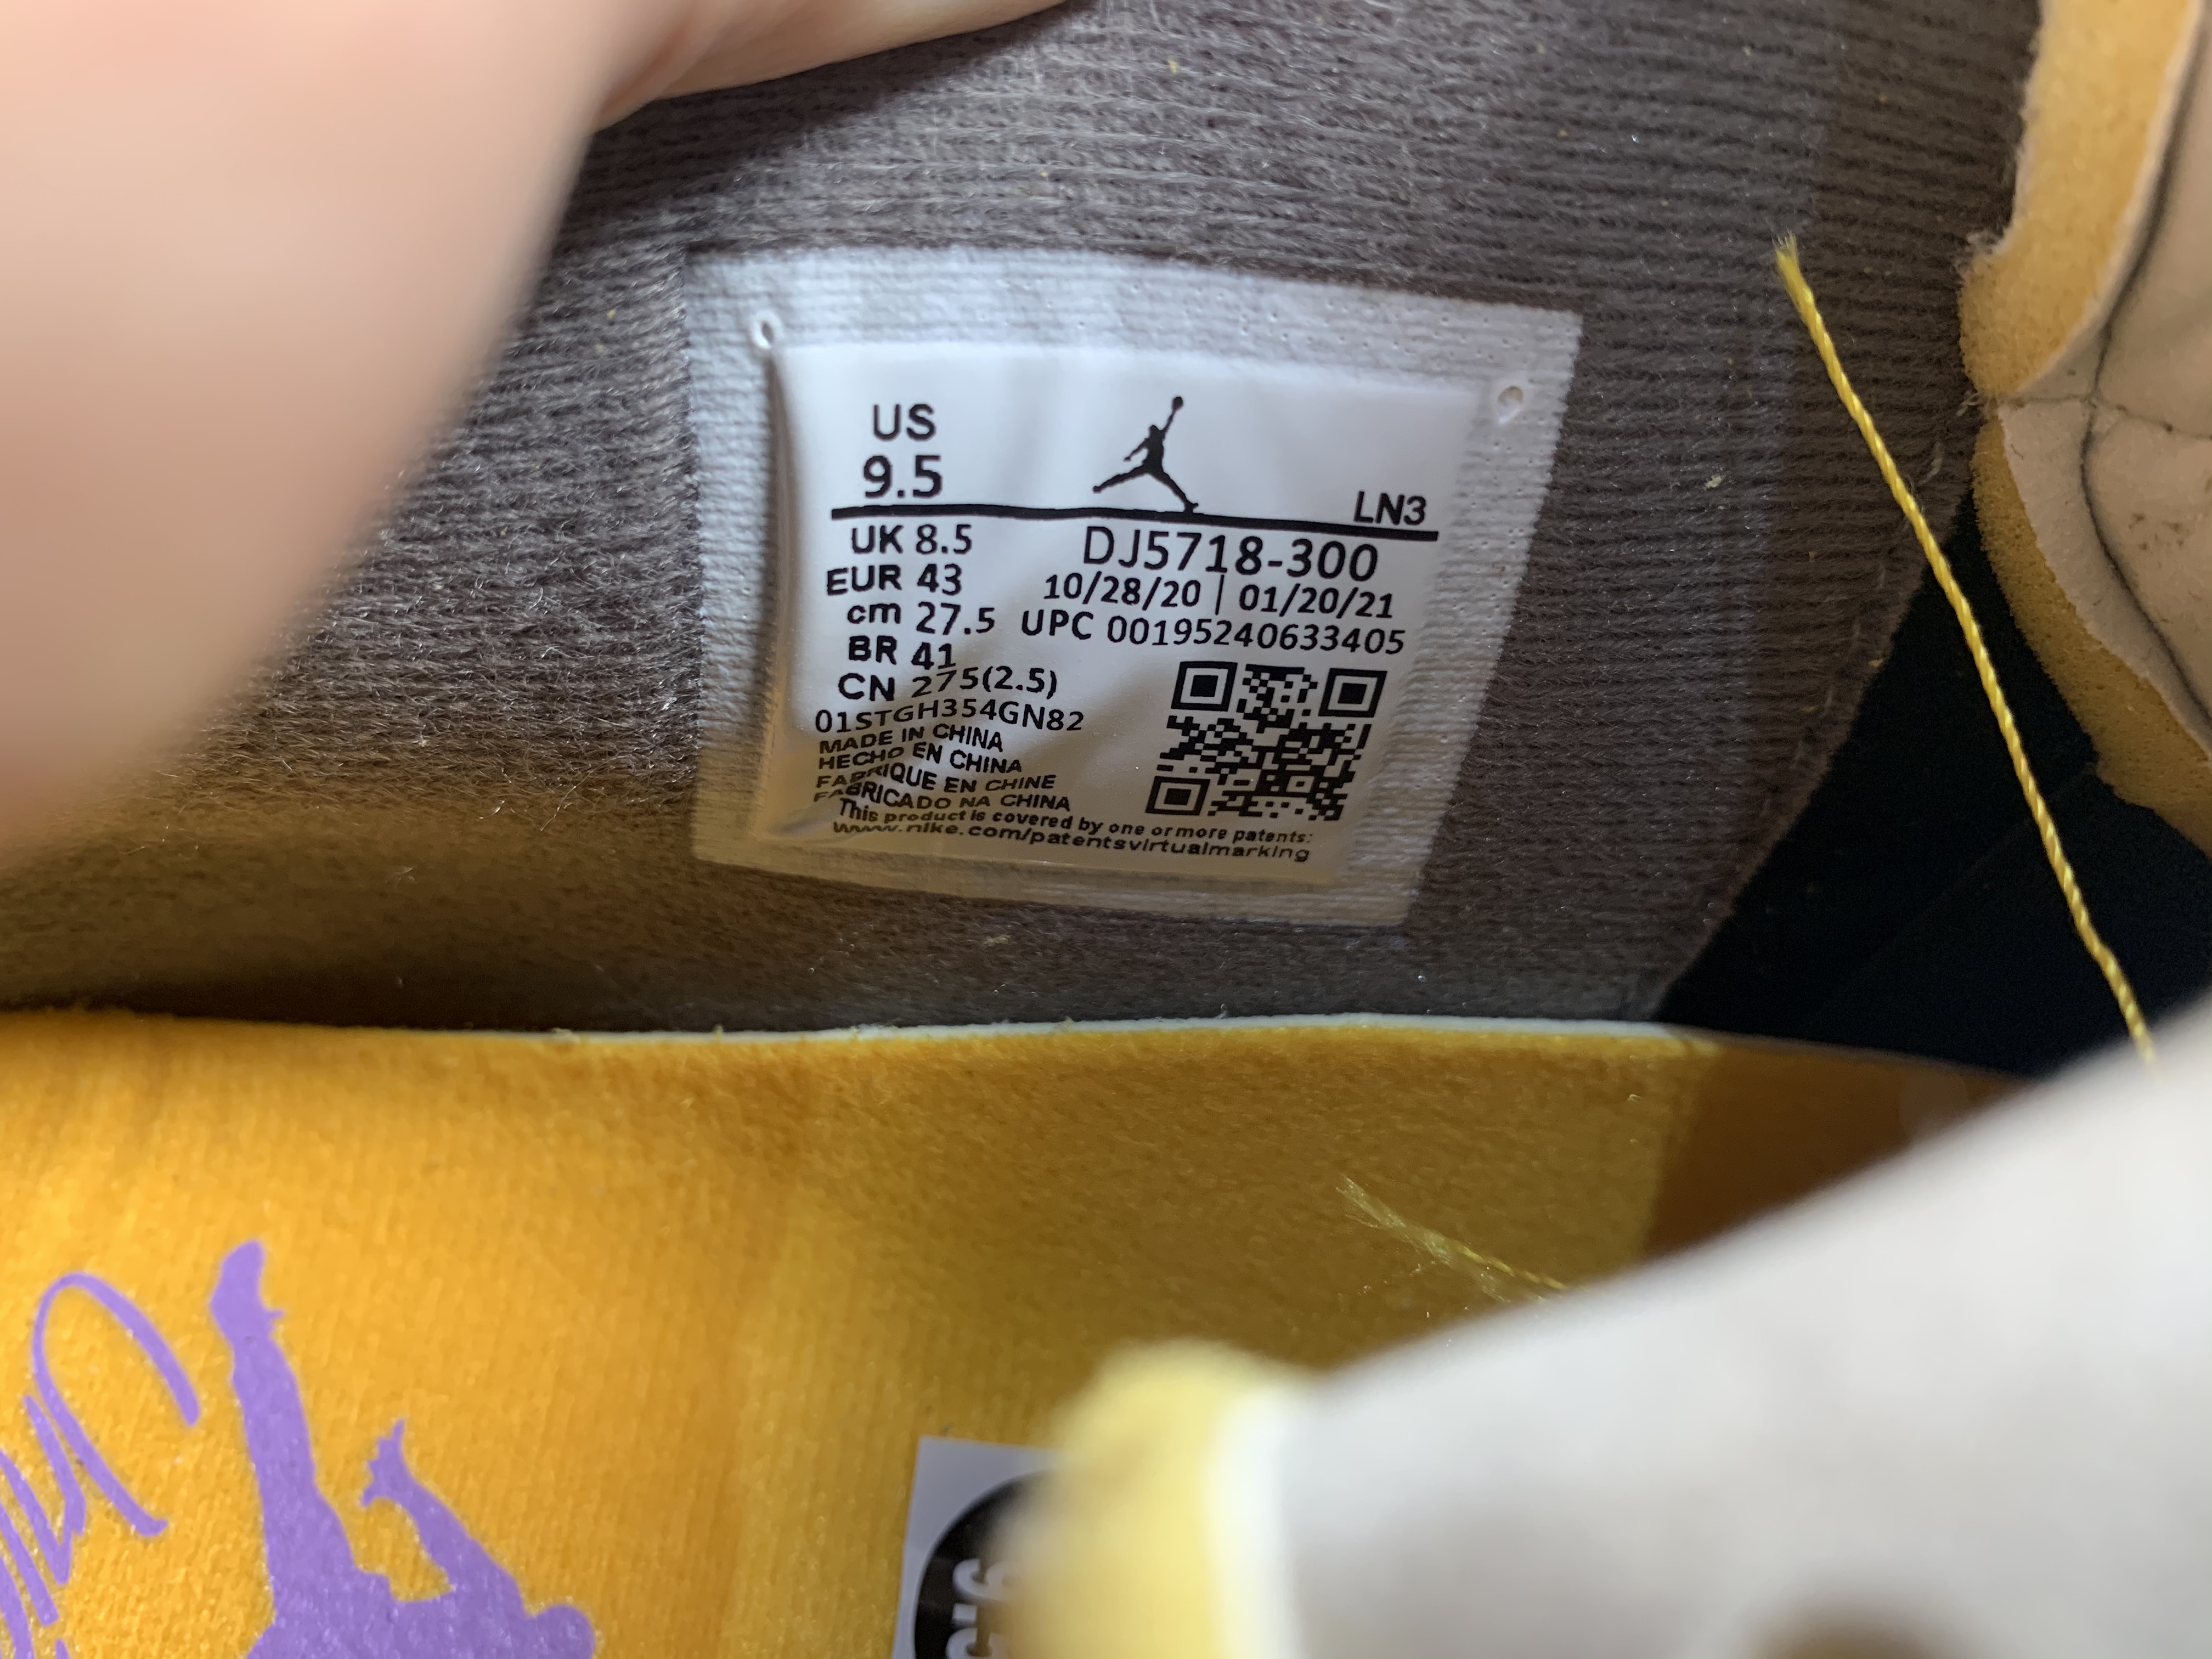 US
9.5
LN3
UK 8.5
EUR 43
cm 27.5
BR 41
CN 275(2.5)
DJ5718-300
10/28/20 | 01/20/21
UPC 00195240633405
01STGH354GN82
MADE IN CHINA
HECHO EN CHINA
FABRIQUE EN CHINE
FABRICADO NA CHINA
This product is covered by one or more patents:
www.nike.com/patentsvirtualmarking